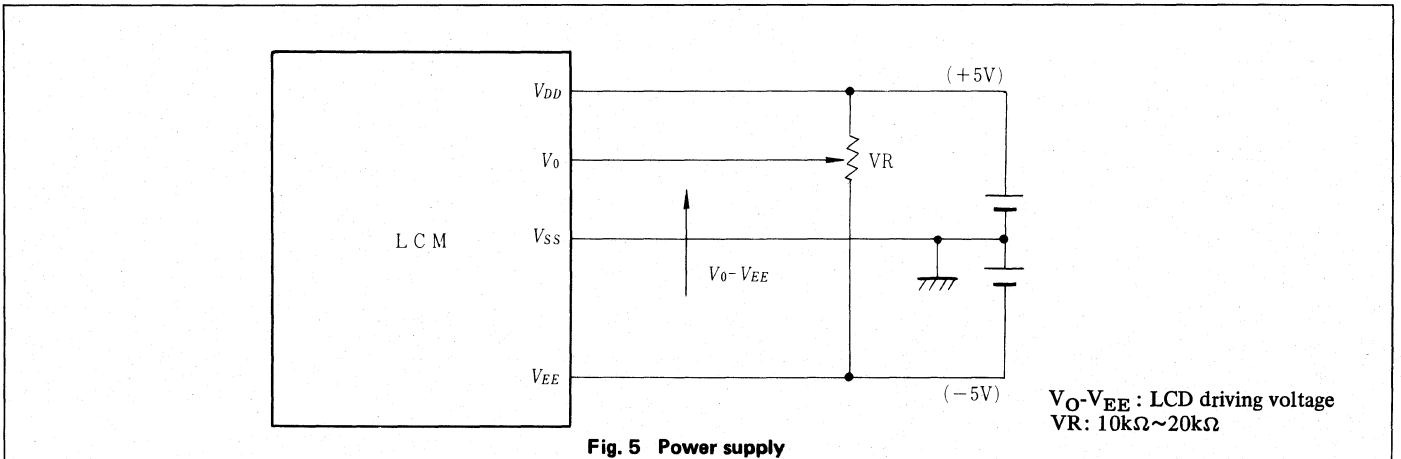 (+5V)
VDD
V0
VR
LCM
VSS
V0-VEE
VEE
(−5V)
VO-VEE : LCD driving voltage
VR: 10kΩ~20kΩ
Fig. 5 Power supply